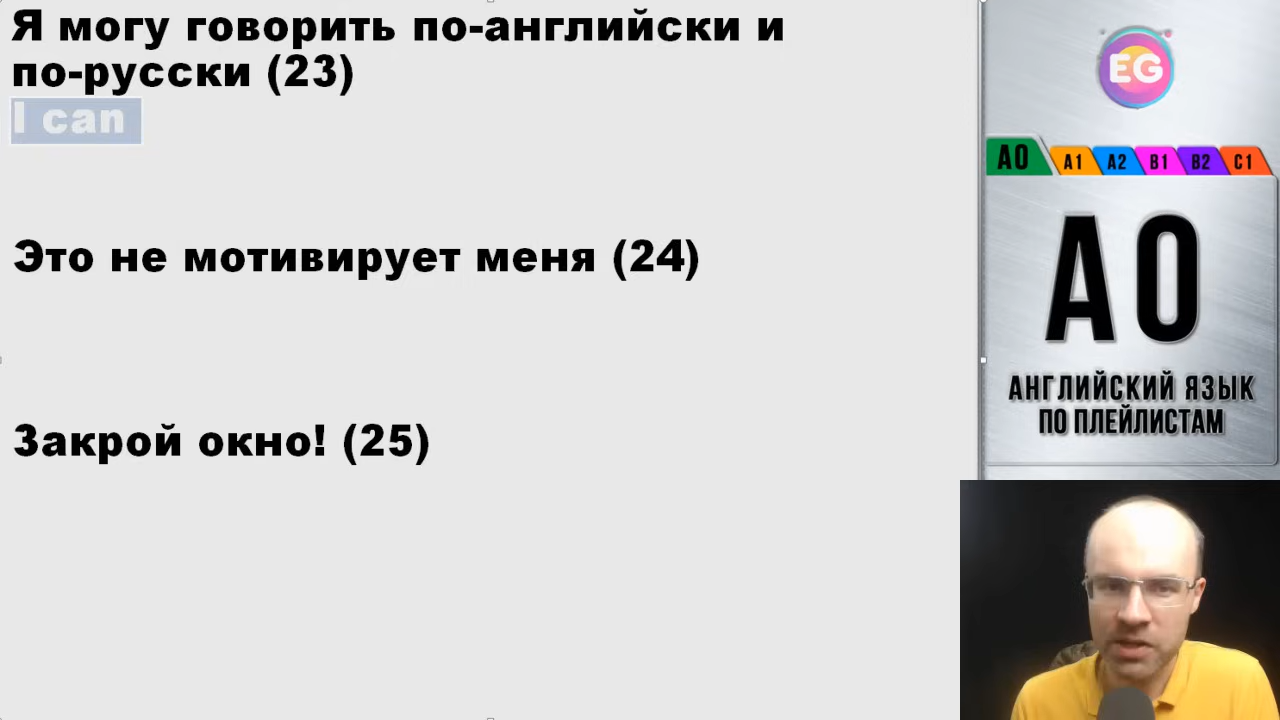 Я могу говорить по-английски и
по-русски (23)
I can
Это не мотивирует меня (24)
Закрой окно! (25)
EG
A0 A1 A2 B1 B2 C1
A0
АНГЛИЙСКИЙ ЯЗЫК
ПО ПЛЕЙЛИСТАМ